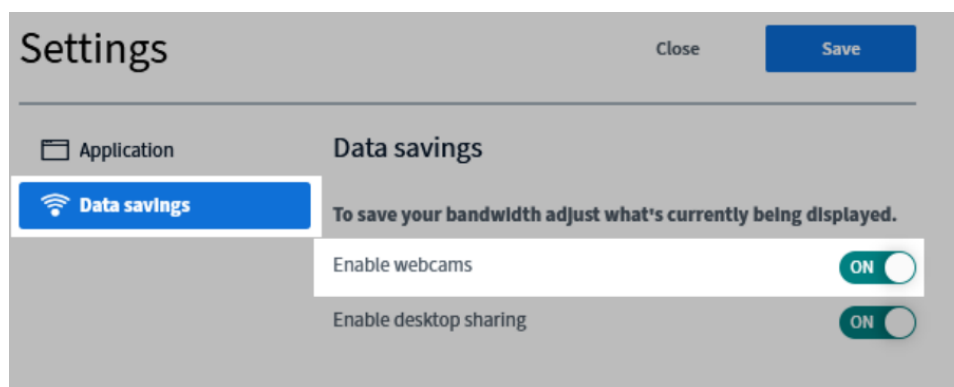 Settings
Close
Save
Application
Data savings
Data savings
To save your bandwidth adjust what's currently being displayed.
Enable webcams
ON
Enable desktop sharing
ON